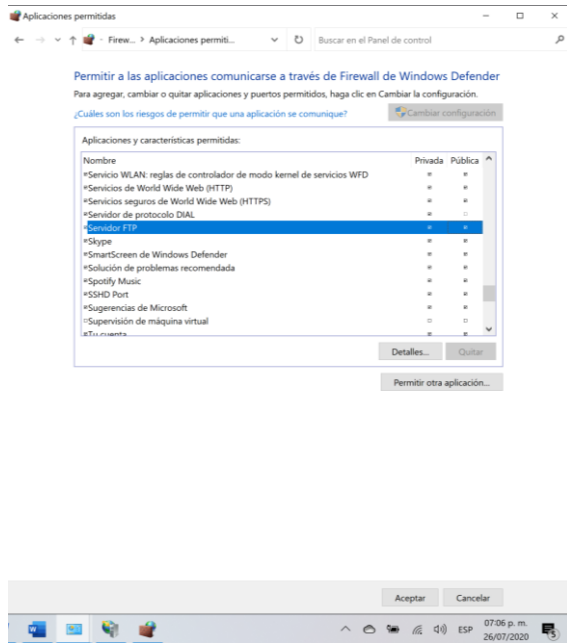 Aplicaciones permitidas
Firew... > Aplicaciones permiti...
Buscar en el Panel de control
Permitir a las aplicaciones comunicarse a través de Firewall de Windows Defender
Para agregar, cambiar o quitar aplicaciones y puertos permitidos, haga clic en Cambiar la configuración.
¿Cuáles son los riesgos de permitir que una aplicación se comunique?
Cambiar configuración
Aplicaciones y características permitidas:
Nombre Privada Pública
Servicio WLAN: reglas de controlador de modo kernel de servicios WFD
Servicios de World Wide Web (HTTP)
Servicios seguros de World Wide Web (HTTPS)
Servidor de protocolo DIAL
Servidor FTP
Skype
SmartScreen de Windows Defender
Solución de problemas recomendada
Spotify Music
SSHD Port
Sugerencias de Microsoft
Supervisión de máquina virtual
Tu cuenta
Detalles... Quitar
Permitir otra aplicación...
Aceptar Cancelar
ESP
07:06 p. m.
26/07/2020
5